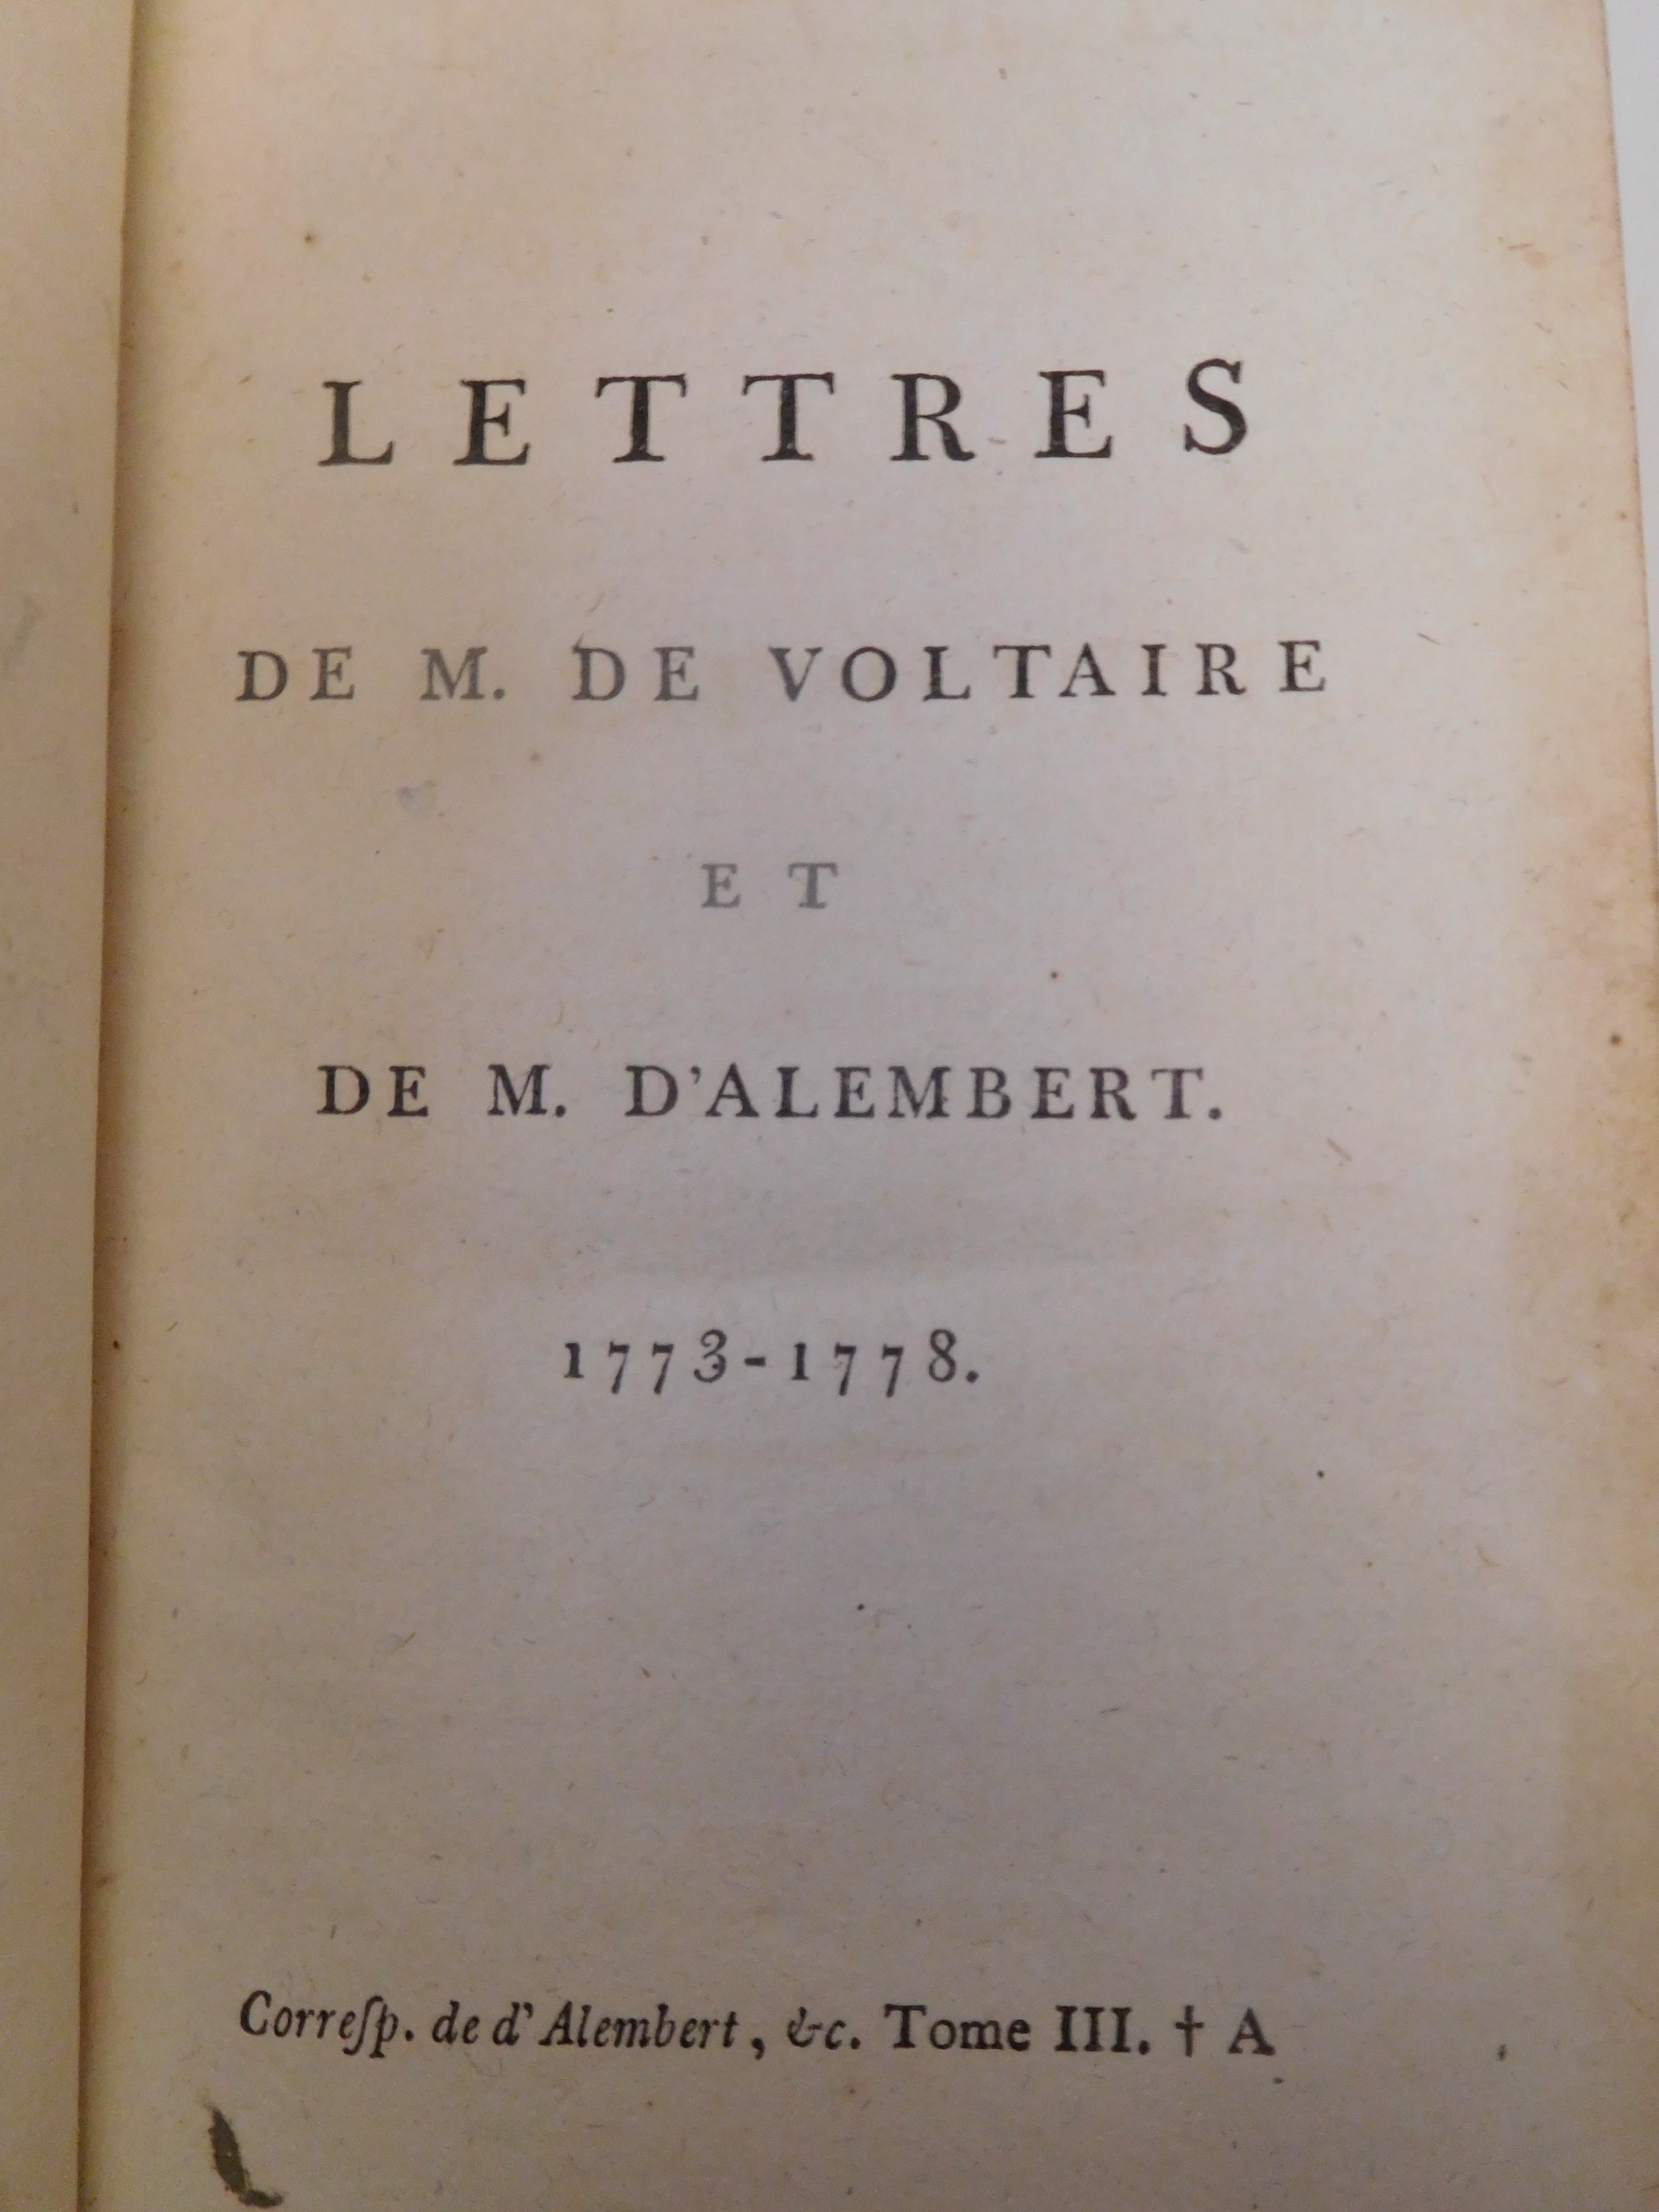 LETTRES
DE M. DE VOLTAIRE
ET
DE M. D'ALEMBERT.
1773-1778.
Correſp. de d'Alembert, &c. Tome III. † A